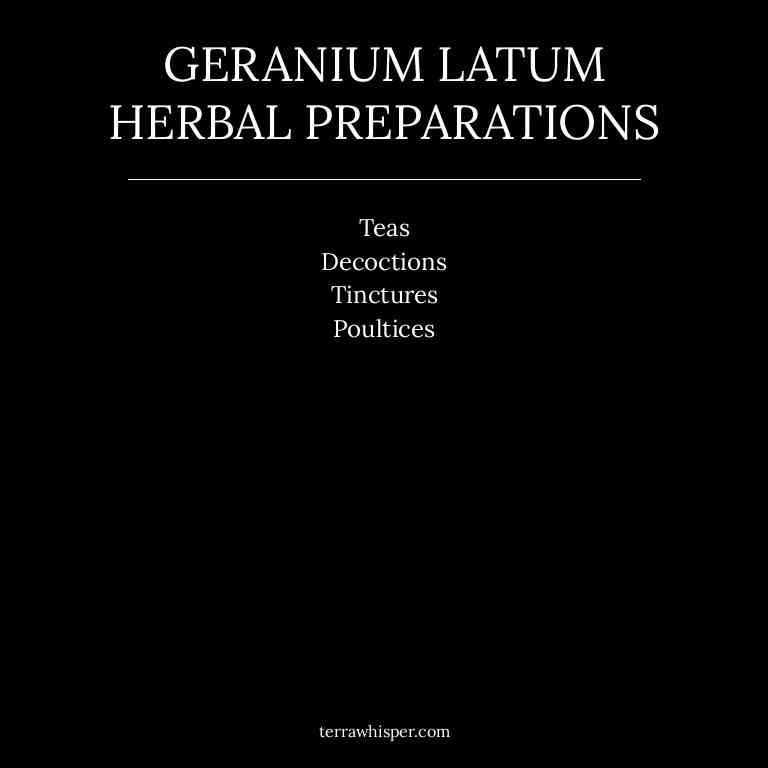 GERANIUM LATUM
HERBAL PREPARATIONS
Teas
Decoctions
Tinctures
Poultices
terrawhisper.com